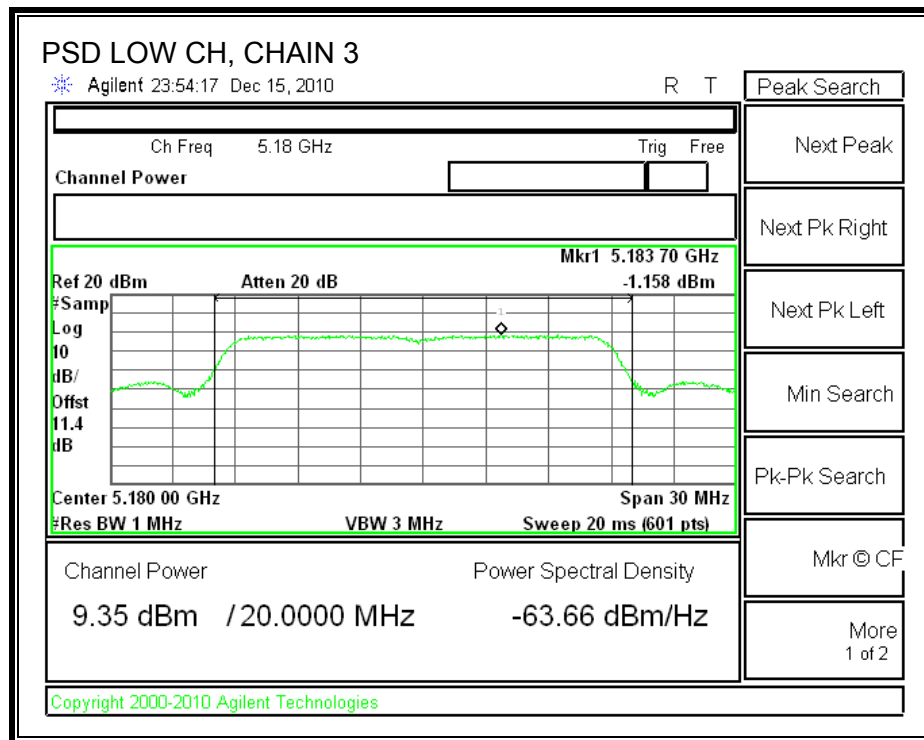 PSD LOW CH, CHAIN 3
Agilent 23:54:17 Dec 15, 2010 R T
Peak Search
Ch Freq 5.18 GHz Trig Free
Next Peak
Channel Power
Next Pk Right
Mkr1 5.183 70 GHz
Ref 20 dBm Atten 20 dB -1.158 dBm
#Samp
Log
10
dB/
Offst
11.4
dB
1
Next Pk Left
Min Search
Pk-Pk Search
Center 5.180 00 GHz Span 30 MHz
#Res BW 1 MHz VBW 3 MHz Sweep 20 ms (601 pts)
Mkr © CF
Channel Power Power Spectral Density
9.35 dBm / 20.0000 MHz -63.66 dBm/Hz
More
1 of 2
Copyright 2000-2010 Agilent Technologies